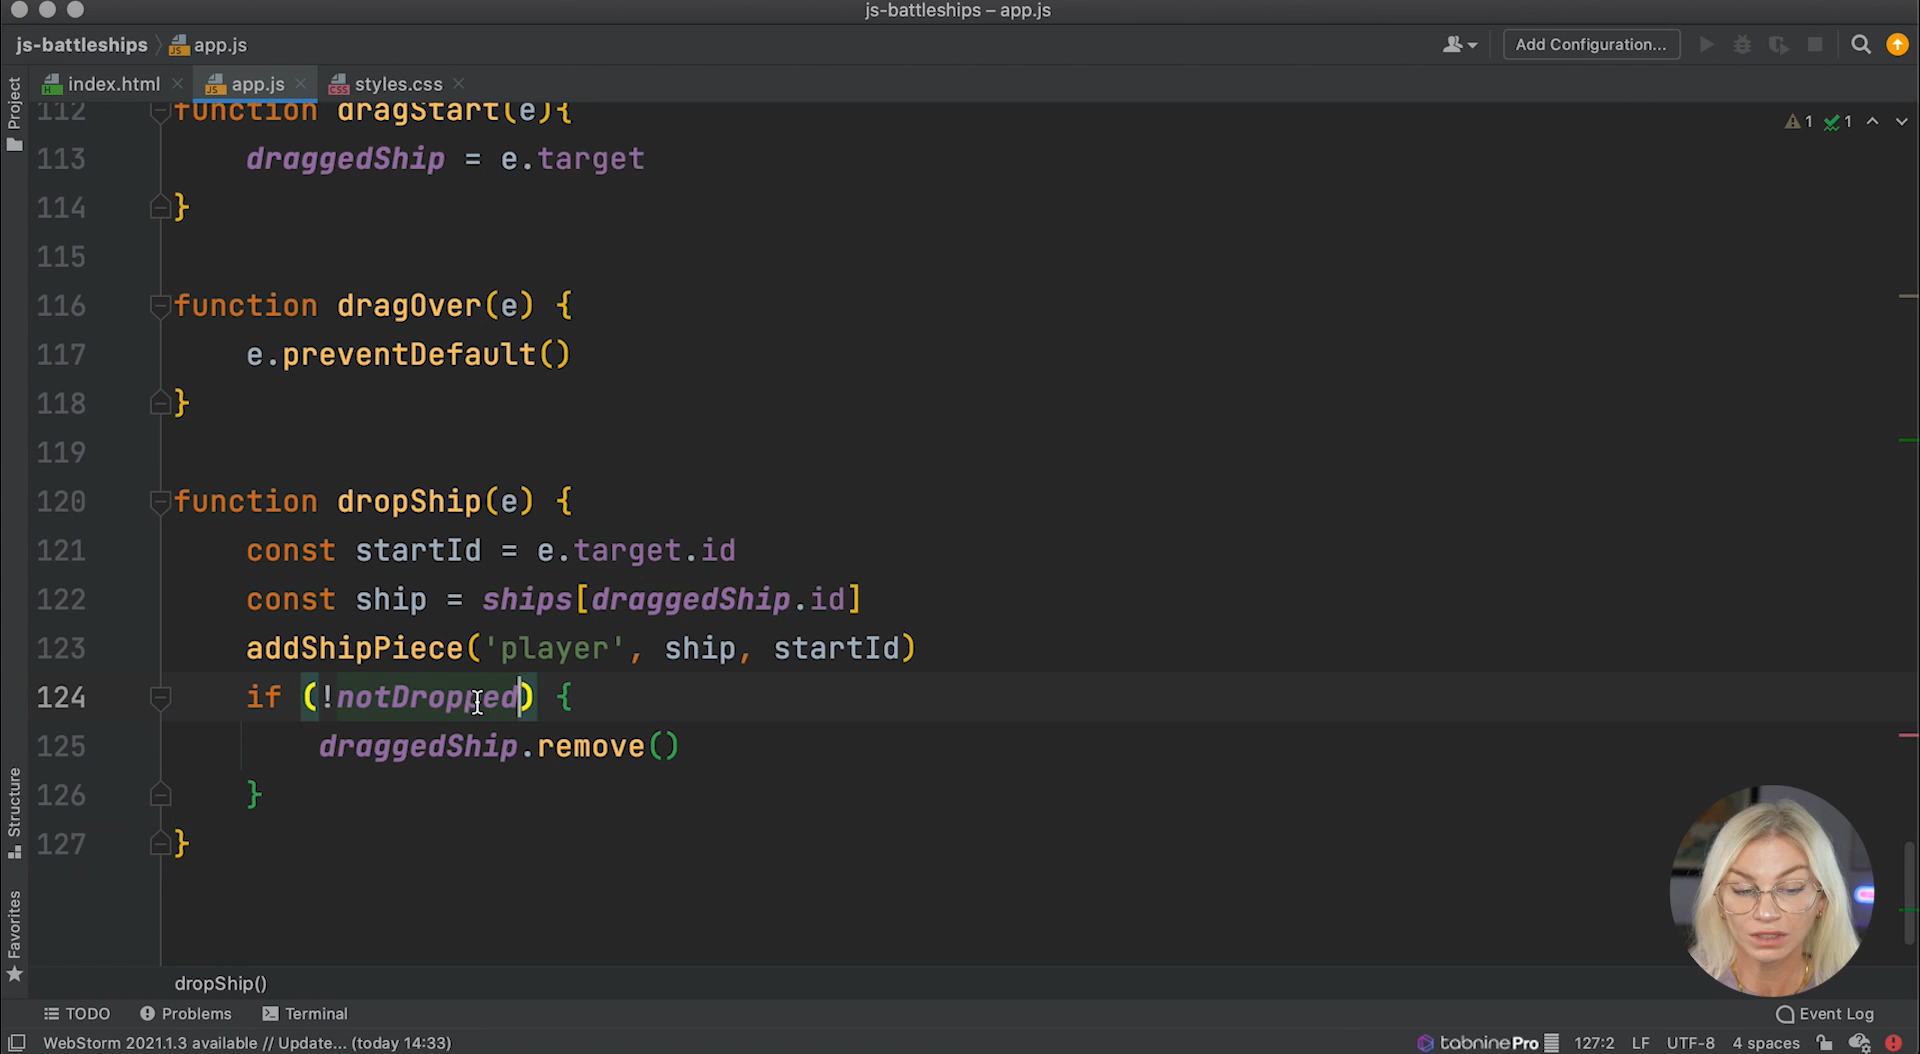 js-battleships – app.js
js-battleships 〉 app.js
Add Configuration...
index.html
app.js
styles.css
Project
112 function dragStart(e){
1 1
113 draggedShip = e.target
114 }
115
116 function dragOver(e) {
117 e.preventDefault()
118 }
119
120 function dropShip(e) {
121 const startId = e.target.id
122 const ship = ships[draggedShip.id]
123 addShipPiece('player', ship, startId)
124 if (!notDropped) {
125 draggedShip.remove()
126 }
127 }
Structure
Favorites
dropShip()
TODO Problems Terminal
Event Log
WebStorm 2021.1.3 available // Update... (today 14:33)
tabninePro 127:2 LF UTF-8 4 spaces